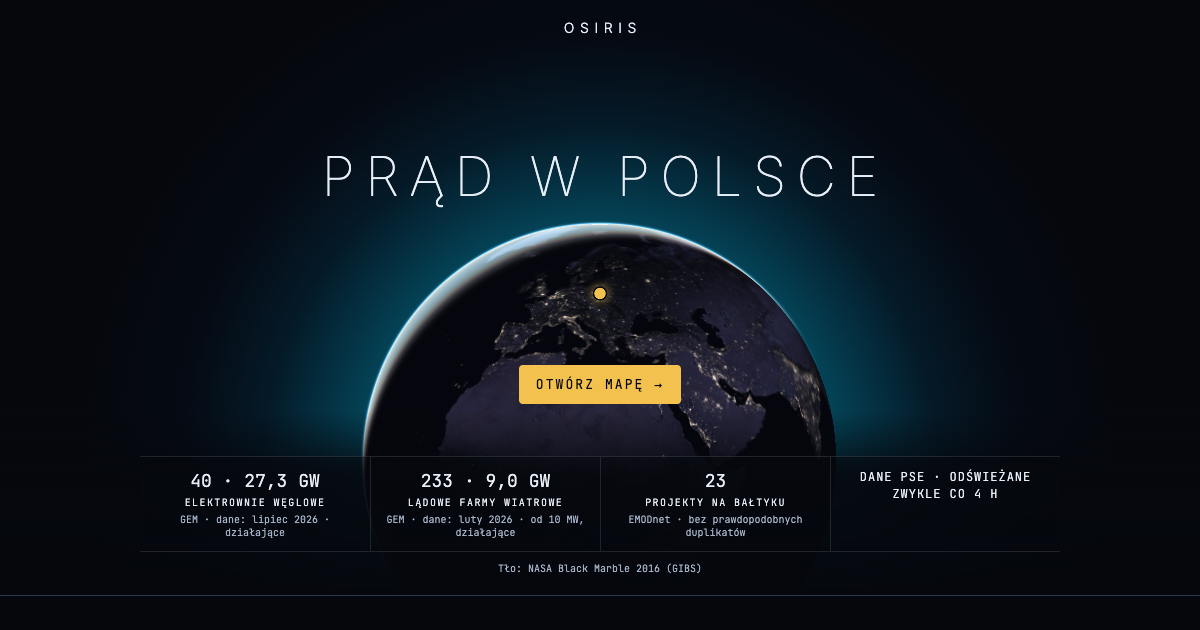 OSIRIS
PRĄD W POLSCE
OTWÓRZ MAPĘ →
40 · 27,3 GW
ELEKTROWNIE WĘGLOWE
GEM · dane: lipiec 2026 ·
działające
233 · 9,0 GW
LĄDOWE FARMY WIATROWE
GEM · dane: luty 2026 · od 10 MW,
działające
23
PROJEKTY NA BAŁTYKU
EMODnet · bez prawdopodobnych
duplikatów
DANE PSE · ODŚWIEŻANE
ZWYKLE CO 4 H
Tło: NASA Black Marble 2016 (GIBS)